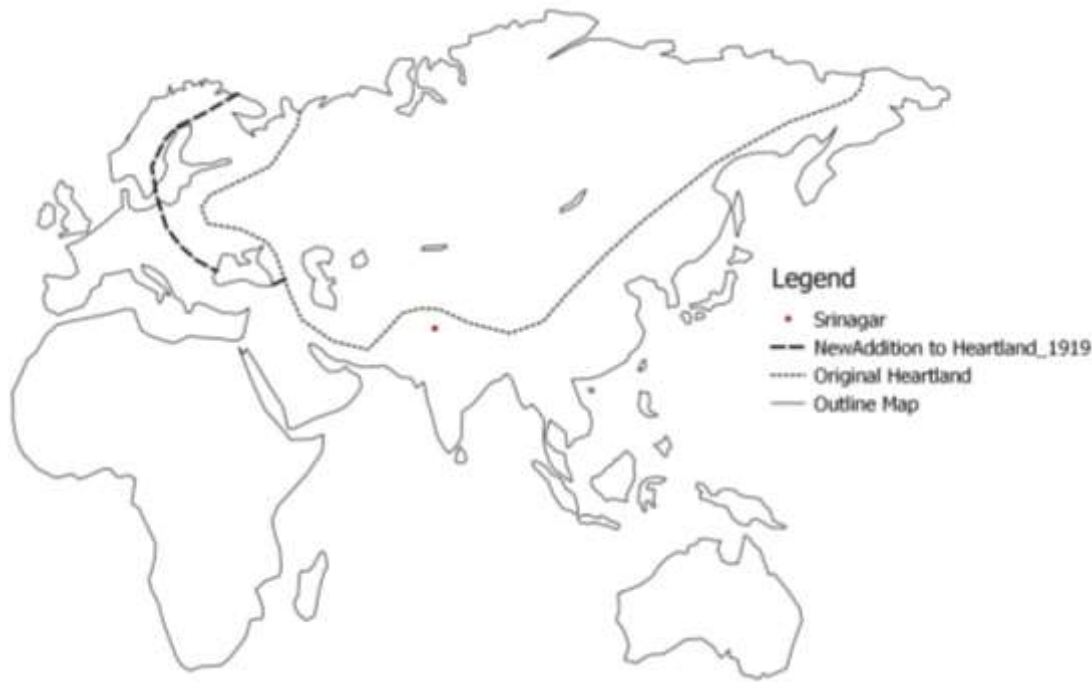 Legend
Srinagar
NewAddition to Heartland_1919
Original Heartland
Outline Map